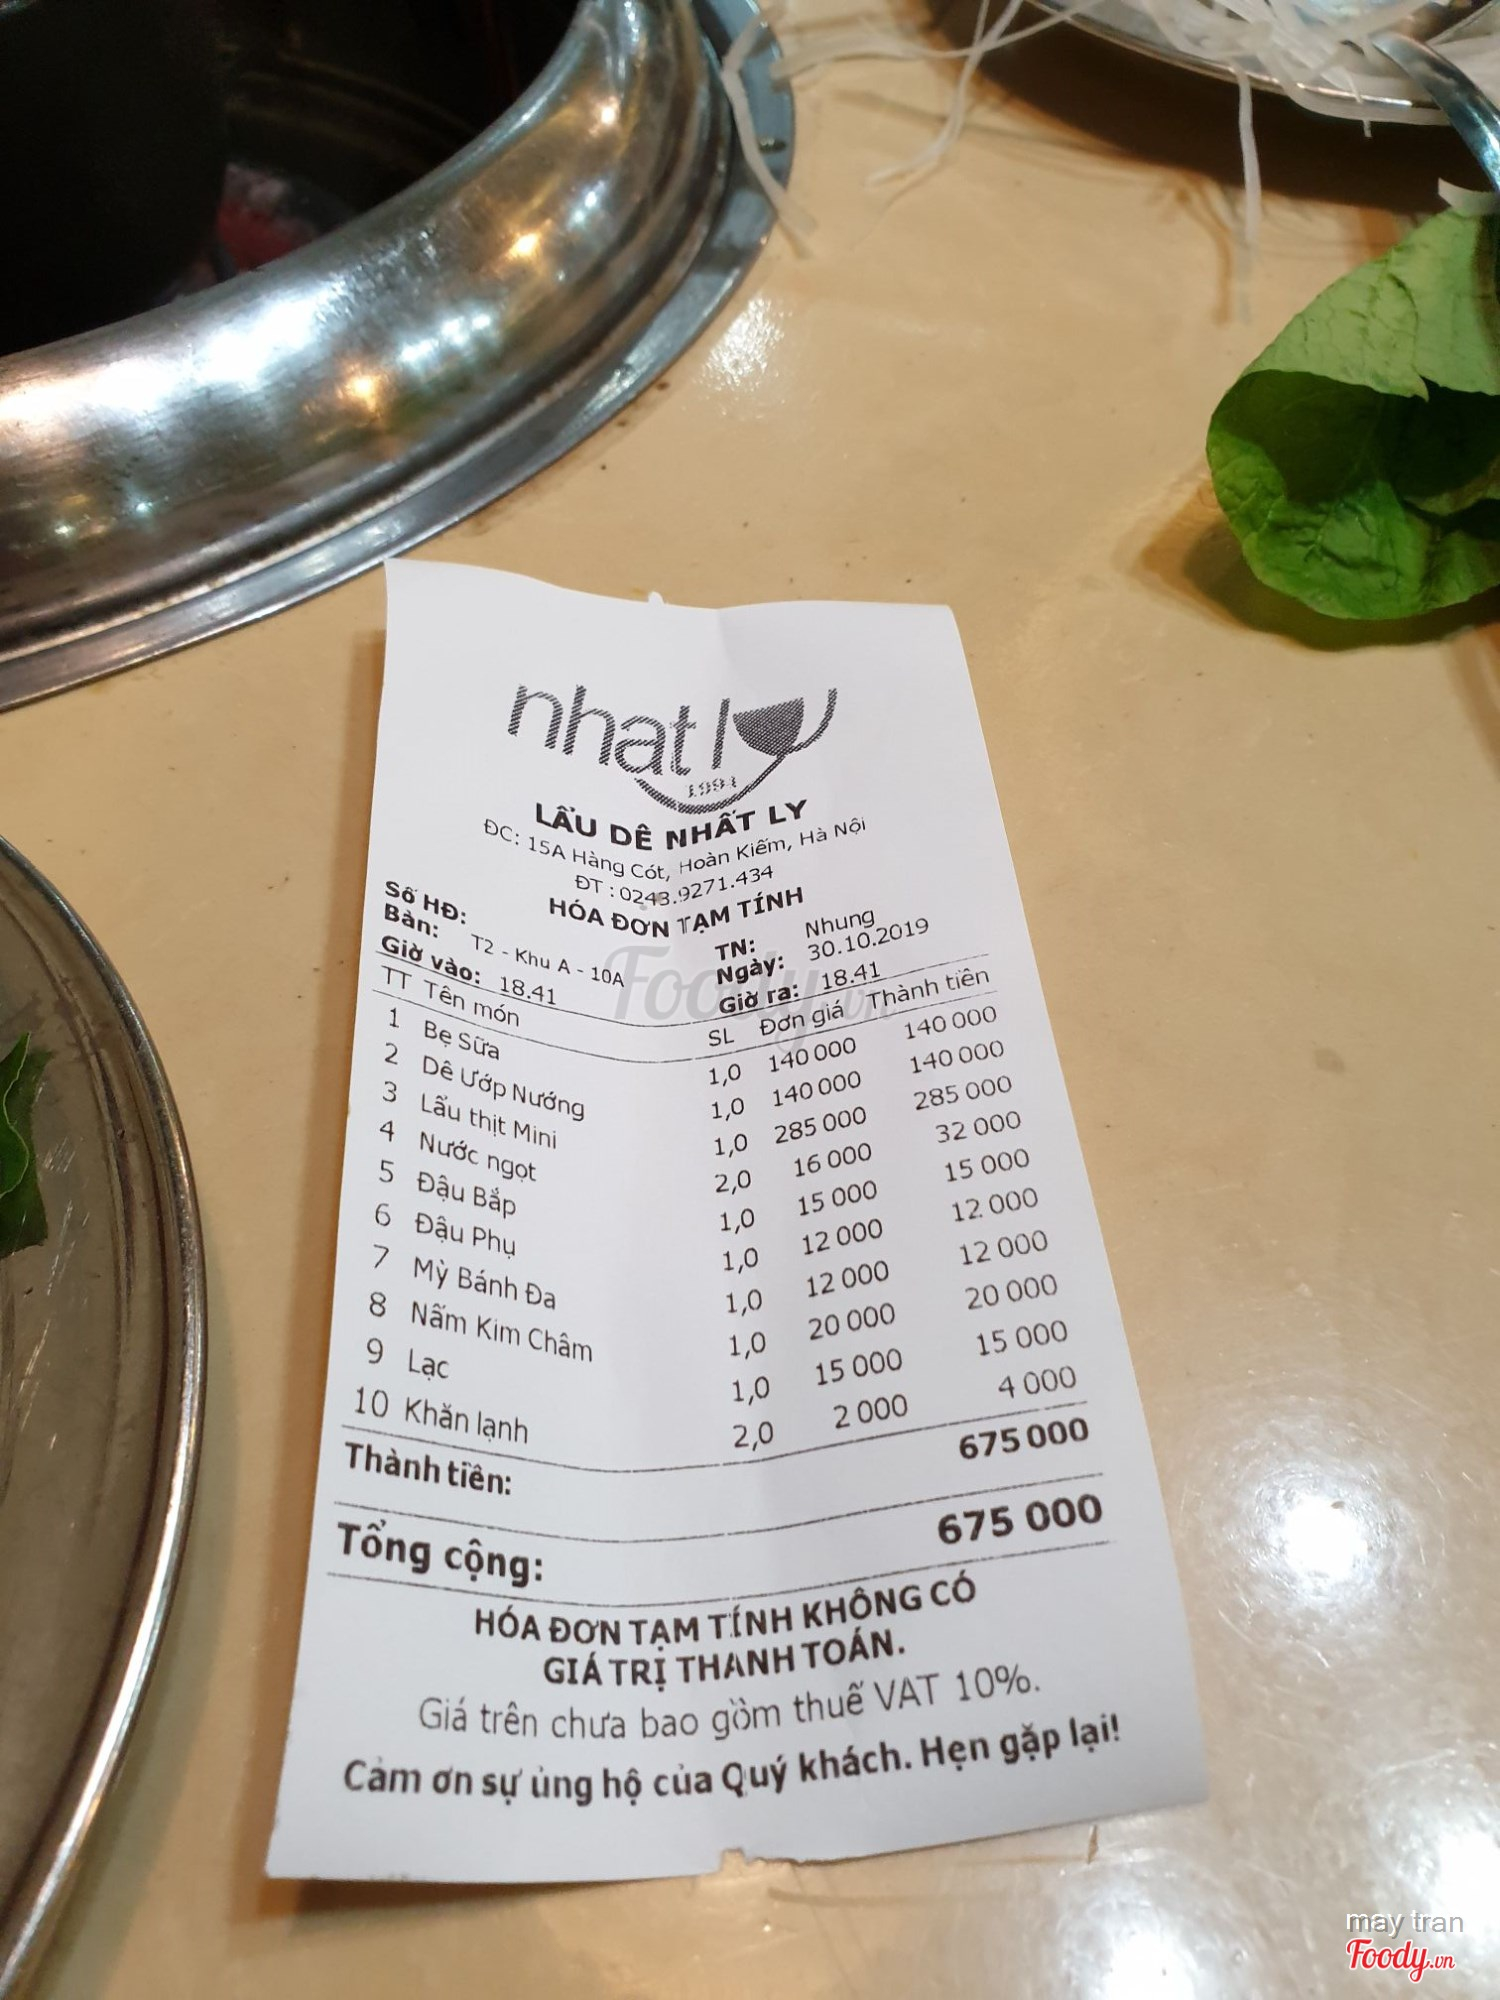 nhat ly
1994
LẨU DÊ NHẤT LY
ĐC: 15A Hàng Cót, Hoàn Kiếm, Hà Nội
ĐT : 0243.9271.434
HÓA ĐƠN TẠM TÍNH
Số HĐ: TN: Nhung
Bàn: T2 - Khu A - 10A Ngày: 30.10.2019
Giờ vào: 18.41 Giờ ra: 18.41
TT Tên món SL Đơn giá Thành tiền
1 Bẹ Sữa 1,0 140 000 140 000
2 Dê Ướp Nướng 1,0 140 000 140 000
3 Lẩu thịt Mini 1,0 285 000 285 000
4 Nước ngọt 2,0 16 000 32 000
5 Đậu Bắp 1,0 15 000 15 000
6 Đậu Phụ 1,0 12 000 12 000
7 Mỳ Bánh Đa 1,0 12 000 12 000
8 Nấm Kim Châm 1,0 20 000 20 000
9 Lạc 1,0 15 000 15 000
10 Khăn lạnh 2,0 2 000 4 000
Thành tiền: 675 000
Tổng cộng: 675 000
HÓA ĐƠN TẠM TÍNH KHÔNG CÓ
GIÁ TRỊ THANH TOÁN.
Giá trên chưa bao gồm thuế VAT 10%.
Cảm ơn sự ủng hộ của Quý khách. Hẹn gặp lại!
Foody.vn
may tran
Foody.vn